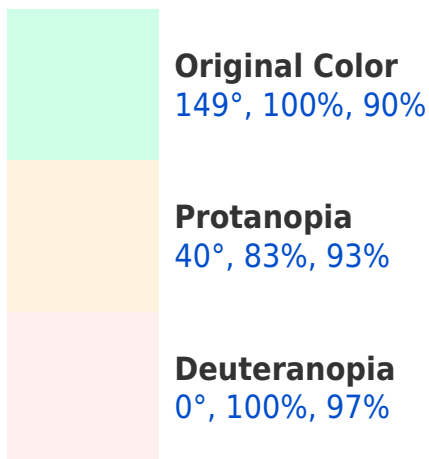 Original Color
149°, 100%, 90%
Protanopia
40°, 83%, 93%
Deuteranopia
0°, 100%, 97%